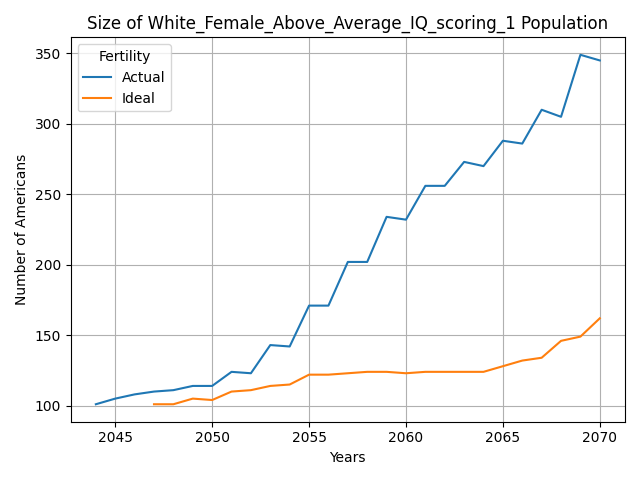 Size of White_Female_Above_Average_IQ_scoring_1 Population
350
300
250
200
150
100
Number of Americans
Fertility
Actual
Ideal
2045 2050 2055 2060 2065 2070
Years